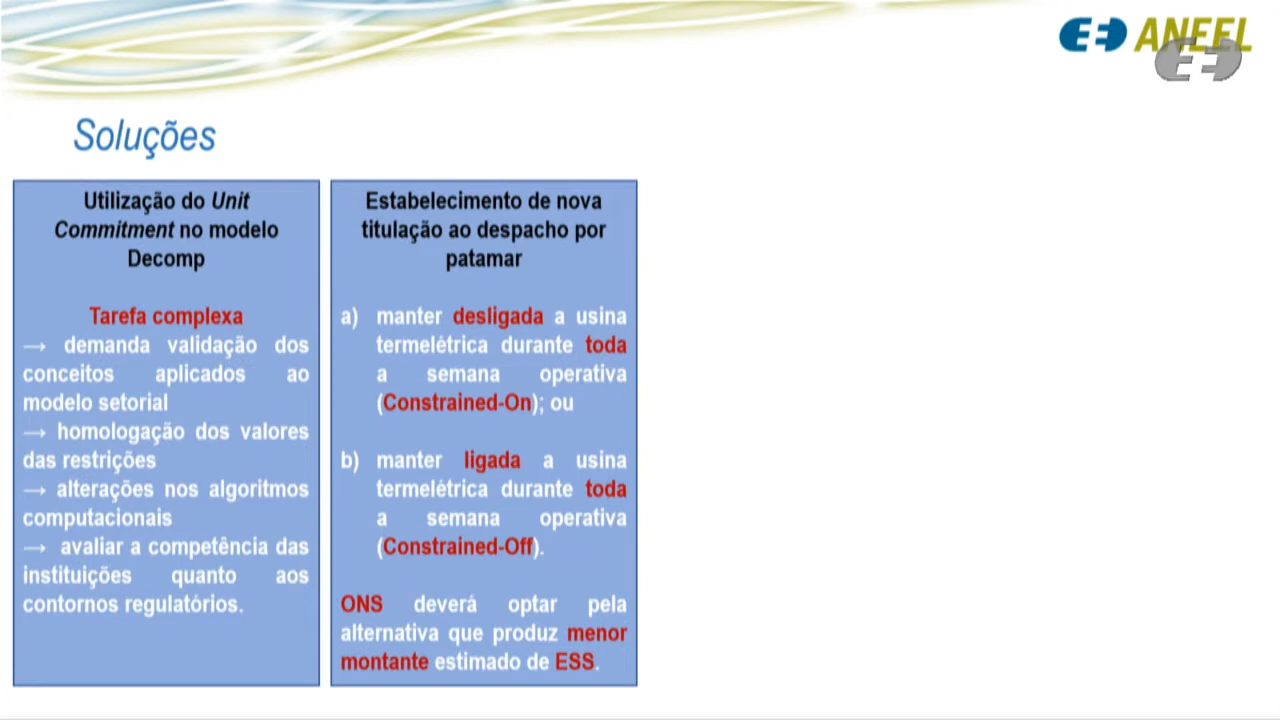 ANEEL
Soluções
Utilização do Unit
Commitment no modelo
Decomp
Tarefa complexa
→ demanda validação dos
conceitos aplicados ao
modelo setorial
→ homologação dos valores
das restrições
→ alterações nos algoritmos
computacionais
→ avaliar a competência das
instituições quanto aos
contornos regulatórios.
Estabelecimento de nova
titulação ao despacho por
patamar
a) manter desligada a usina
termelétrica durante toda
a semana operativa
(Constrained-On); ou
b) manter ligada a usina
termelétrica durante toda
a semana operativa
(Constrained-Off).
ONS deverá optar pela
alternativa que produz menor
montante estimado de ESS.